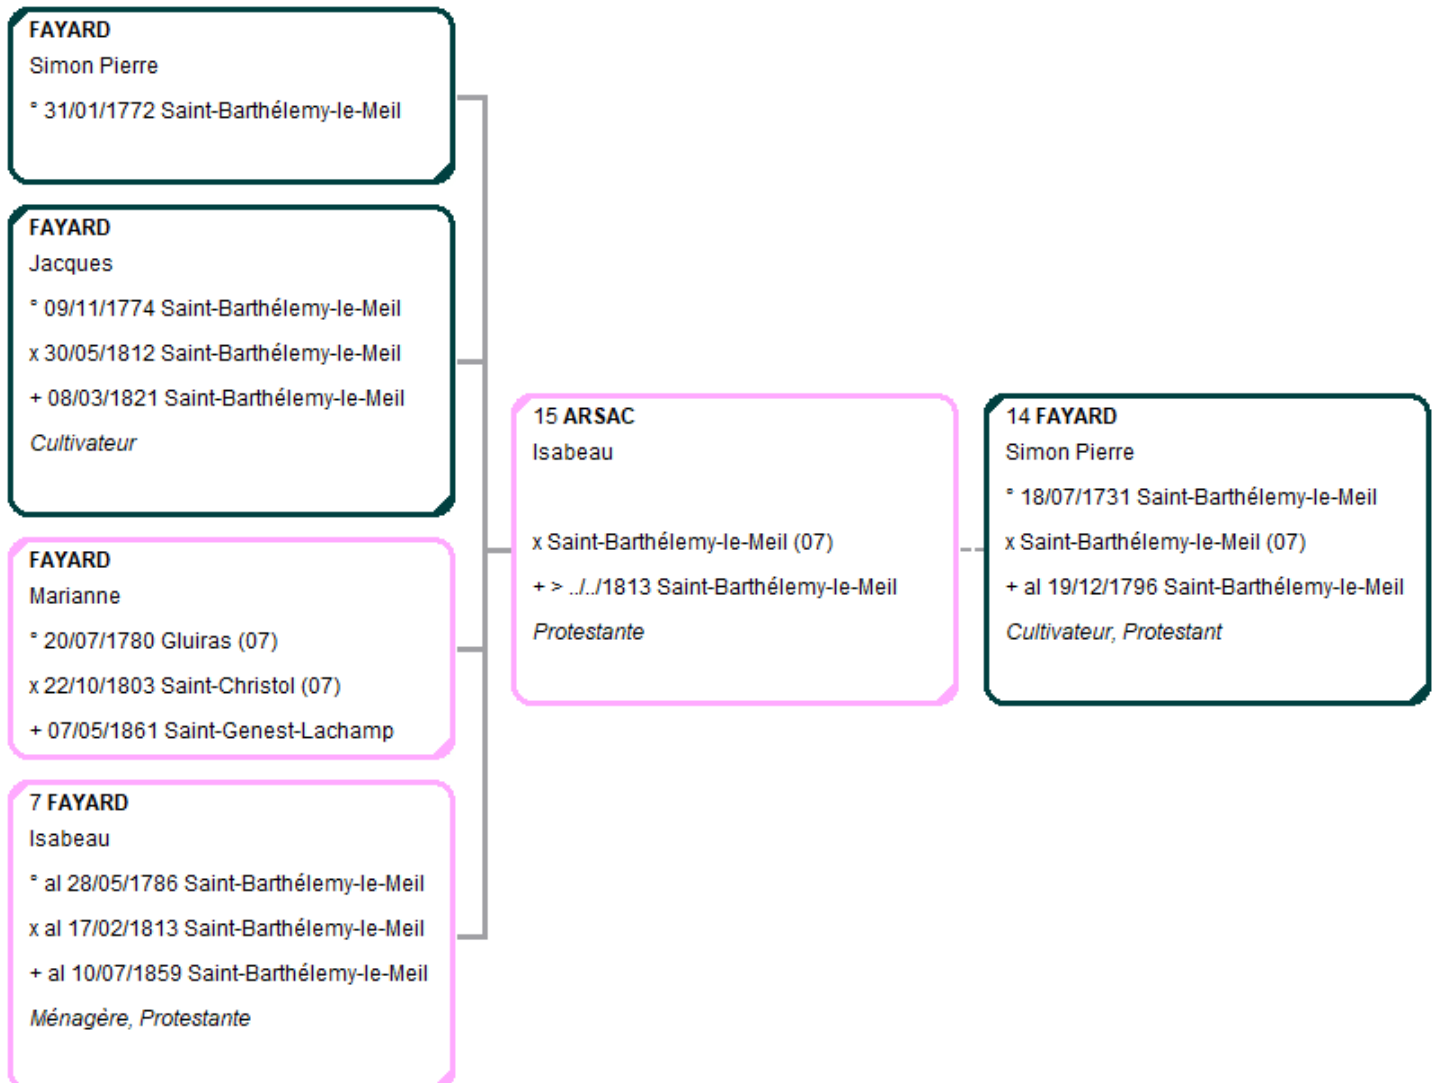 FAYARD
Simon Pierre
° 31/01/1772 Saint-Barthélemy-le-Meil
FAYARD
Jacques
° 09/11/1774 Saint-Barthélemy-le-Meil
x 30/05/1812 Saint-Barthélemy-le-Meil
+ 08/03/1821 Saint-Barthélemy-le-Meil
Cultivateur
FAYARD
Marianne
° 20/07/1780 Gluiras (07)
x 22/10/1803 Saint-Christol (07)
+ 07/05/1861 Saint-Genest-Lachamp
7 FAYARD
Isabeau
° al 28/05/1786 Saint-Barthélemy-le-Meil
x al 17/02/1813 Saint-Barthélemy-le-Meil
+ al 10/07/1859 Saint-Barthélemy-le-Meil
Ménagère, Protestante
15 ARSAC
Isabeau
x Saint-Barthélemy-le-Meil (07)
+ > ../../1813 Saint-Barthélemy-le-Meil
Protestante
14 FAYARD
Simon Pierre
° 18/07/1731 Saint-Barthélemy-le-Meil
x Saint-Barthélemy-le-Meil (07)
+ al 19/12/1796 Saint-Barthélemy-le-Meil
Cultivateur, Protestant